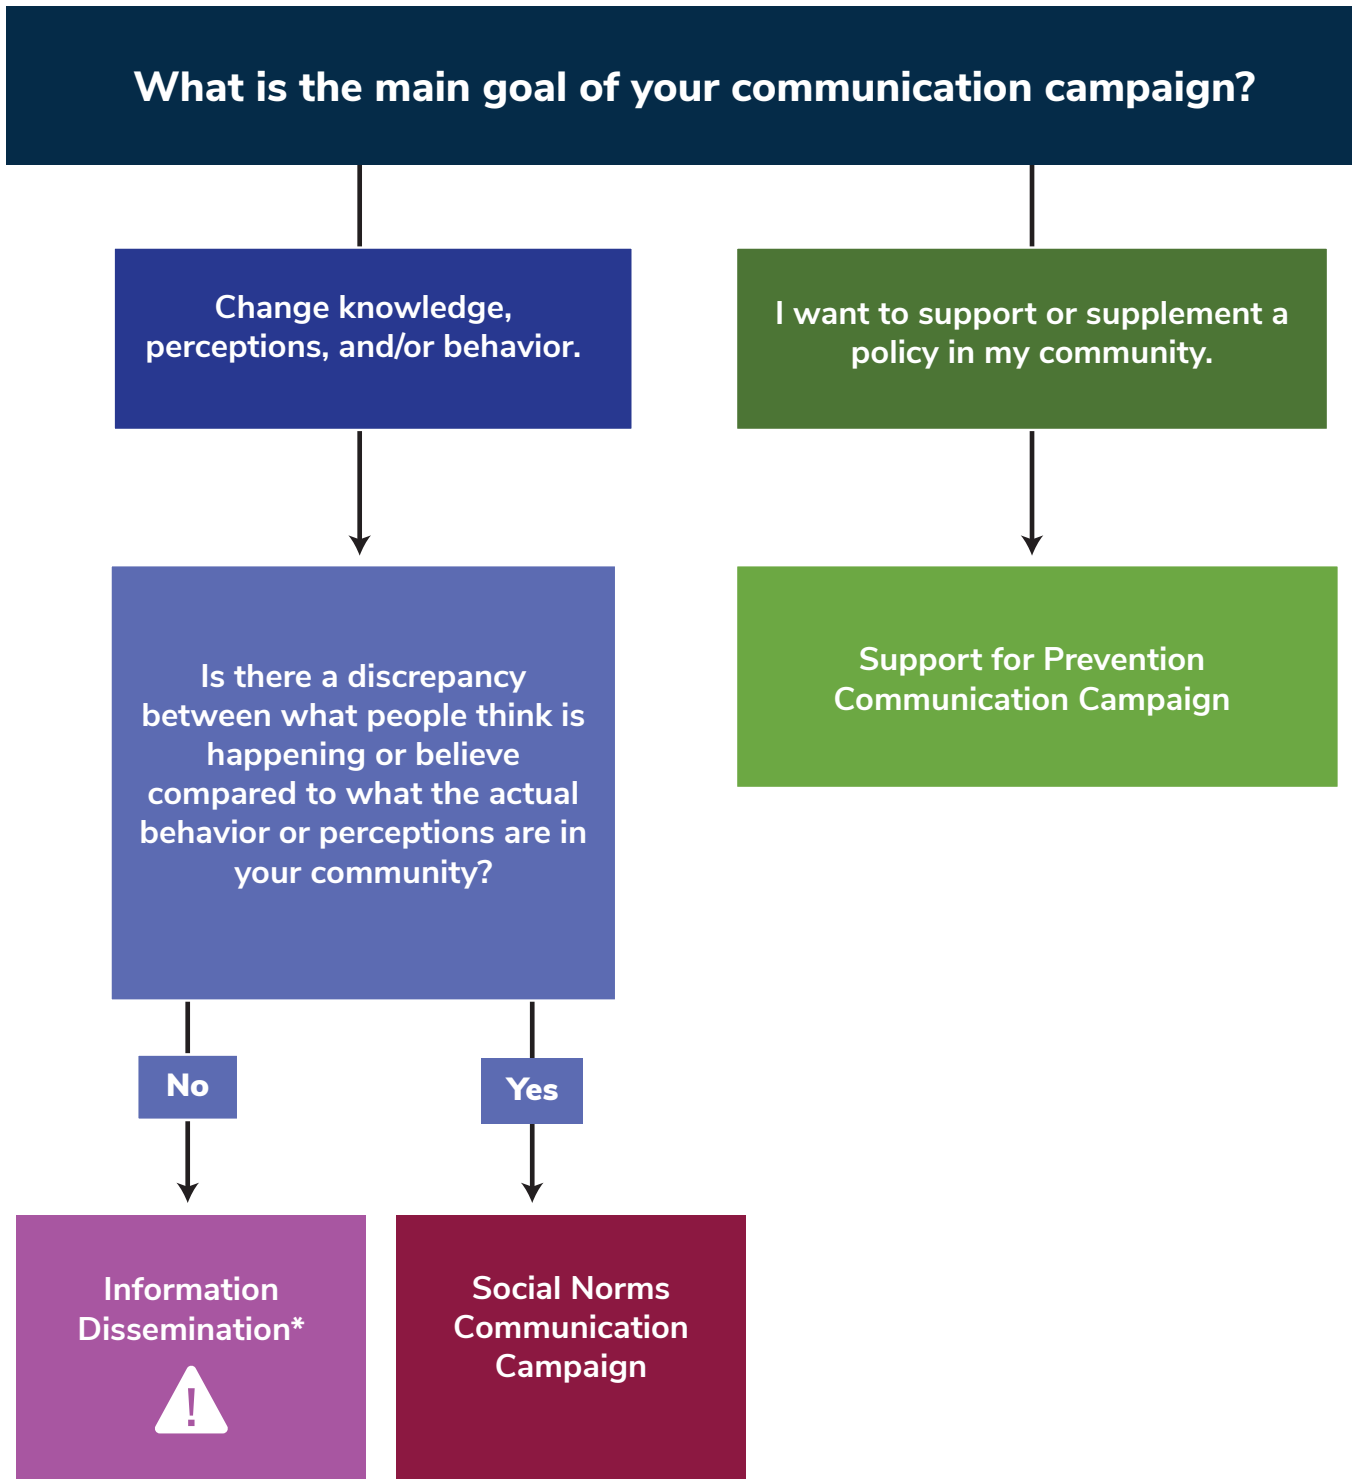 What is the main goal of your communication campaign?
Change knowledge,
perceptions, and/or behavior.
I want to support or supplement a
policy in my community.
Is there a discrepancy
between what people think is
happening or believe
compared to what the actual
behavior or perceptions are in
your community?
Support for Prevention
Communication Campaign
No
Yes
Information
Dissemination*
!
Social Norms
Communication
Campaign